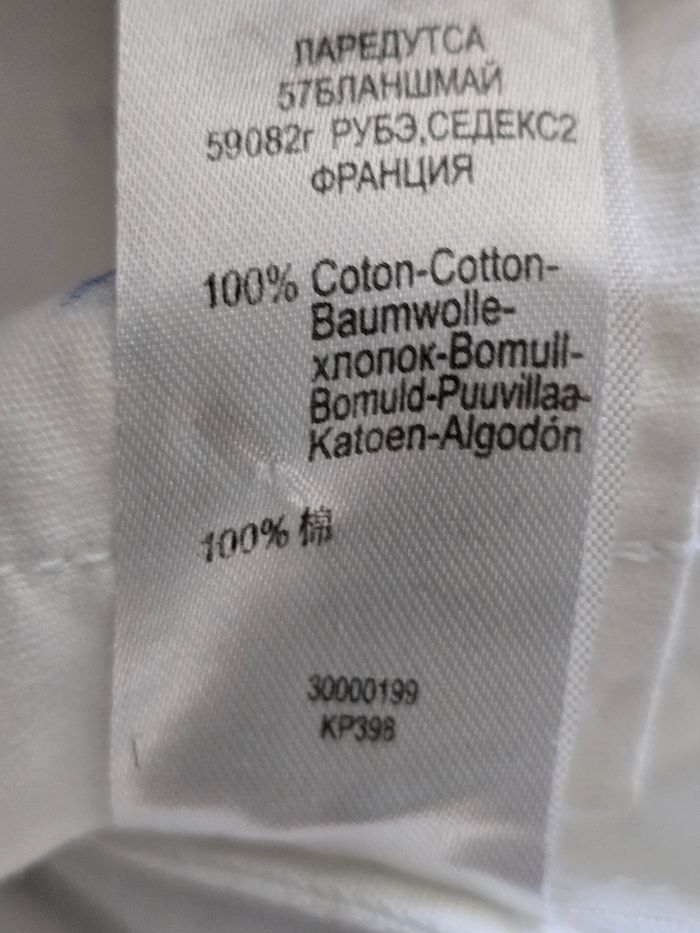 ПАРЕДУТСА
57БЛАНШМАЙ
59082г РУБЭ,СЕДЕКС2
ФРАНЦИЯ
100% Coton-Cotton-
Baumwolle-
хлопок-Bomull-
Bomuld-Puuvillaa-
Katoen-Algodón
100% 棉
30000199
KP398